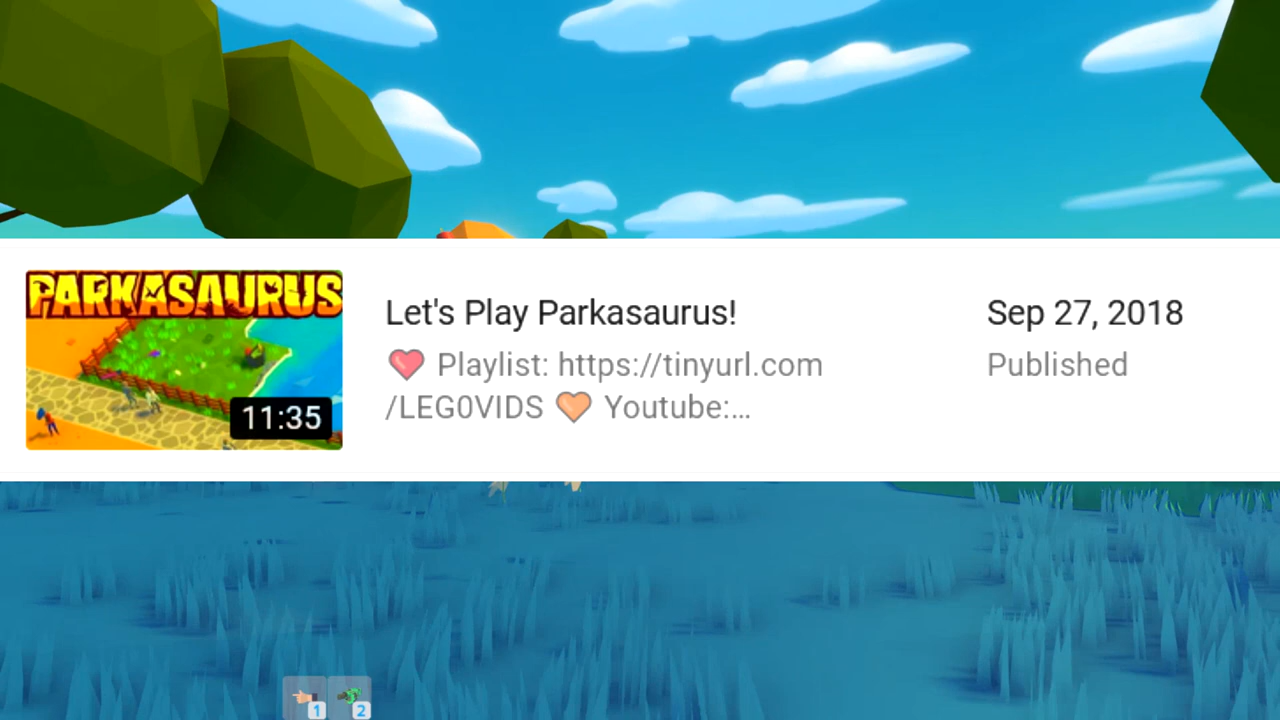 PARKASAURUS
11:35
Let's Play Parkasaurus!
Playlist: https://tinyurl.com
/LEG0VIDS 🧡 Youtube:...
Sep 27, 2018
Published
1 2